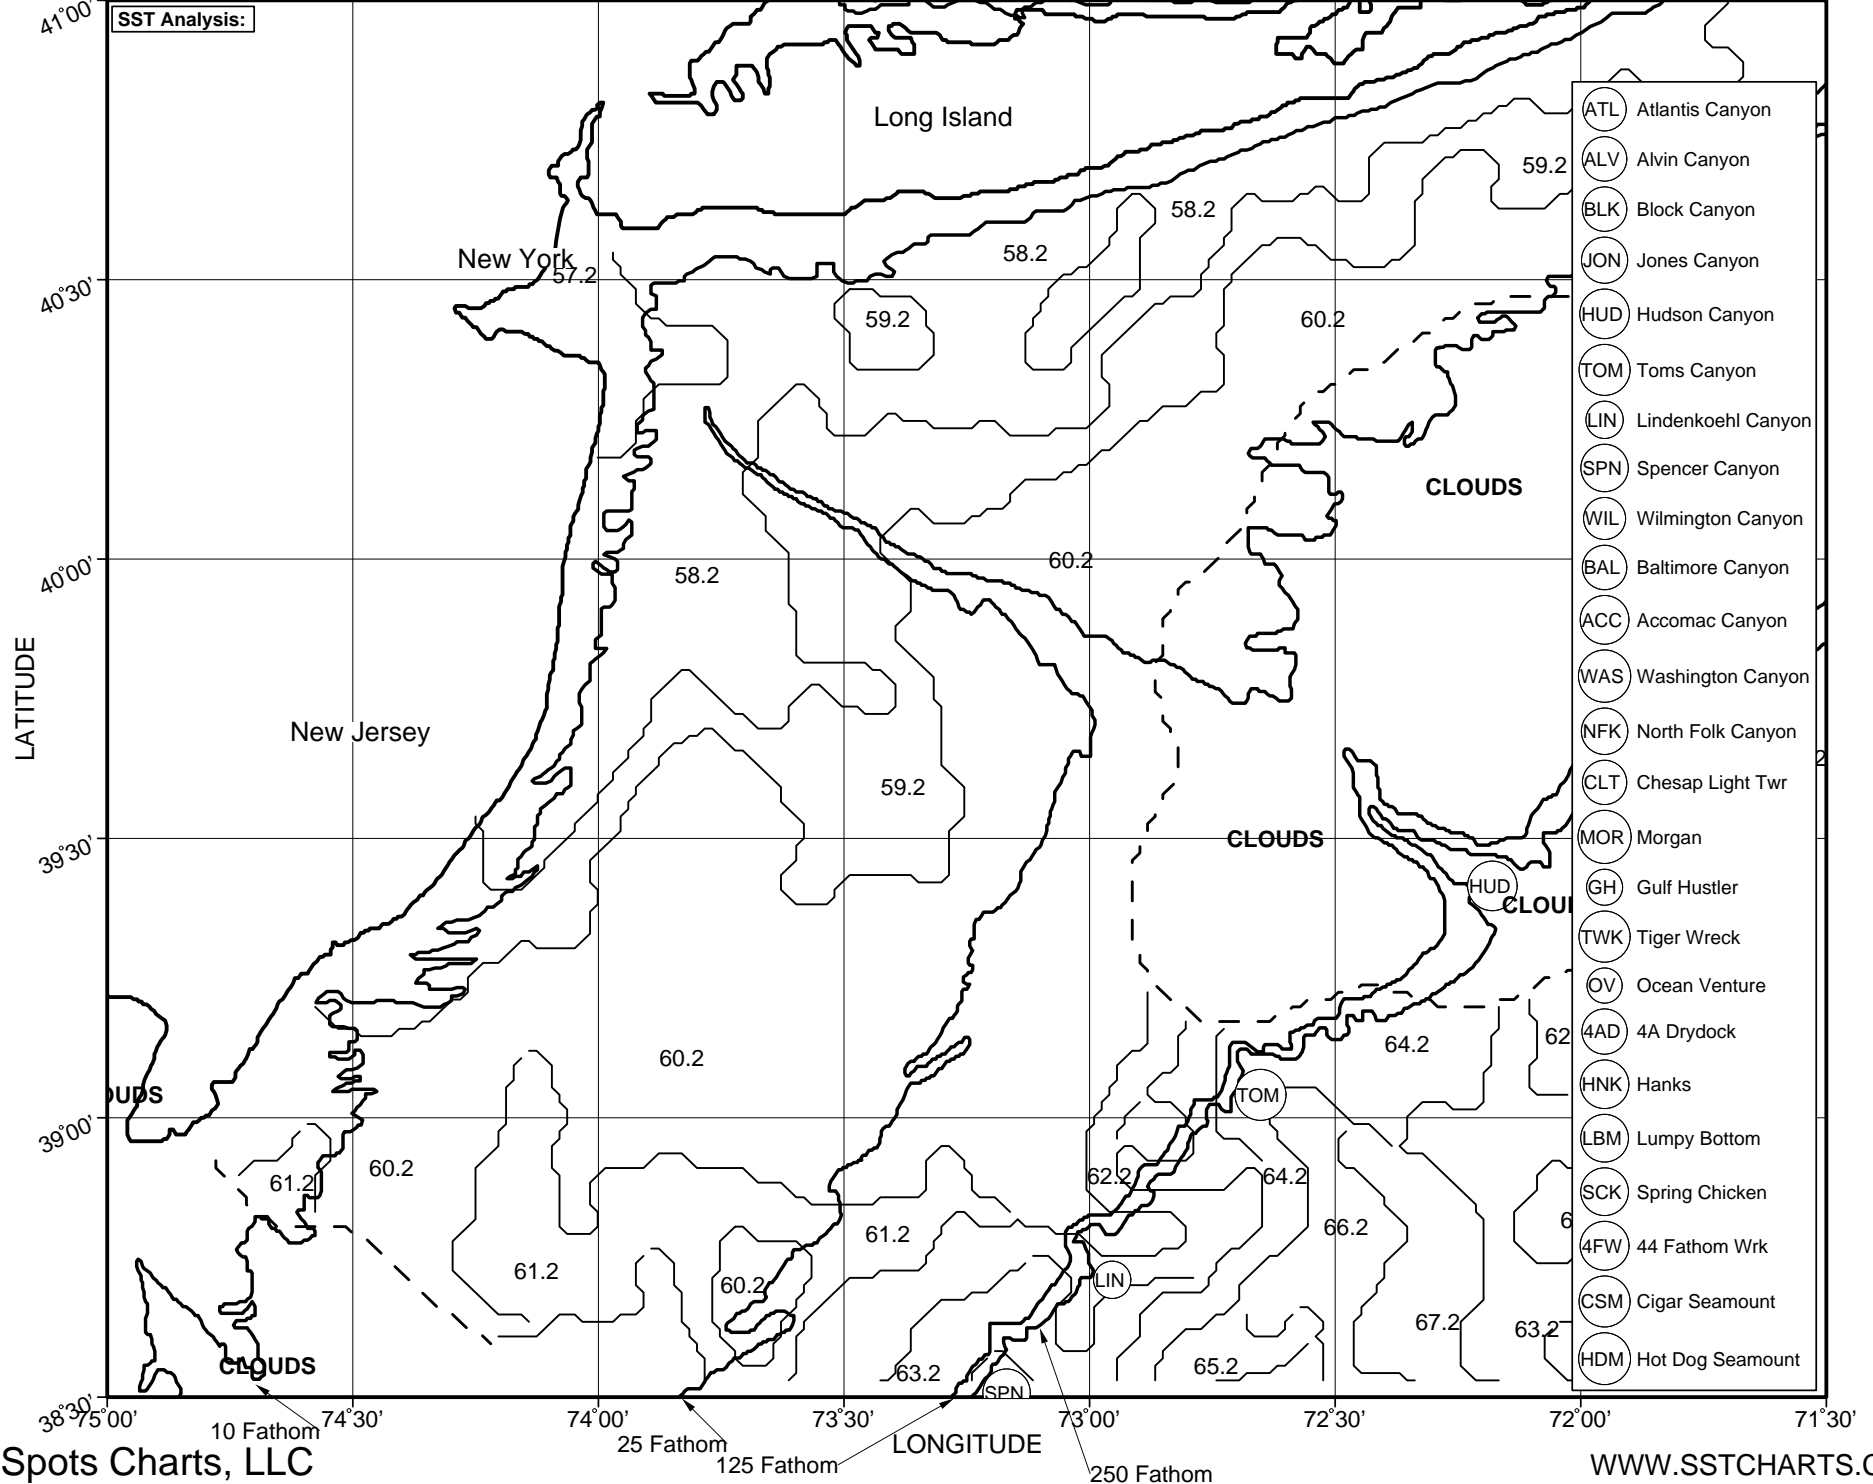 41°00'
SST Analysis:
Long Island
ATL Atlantis Canyon
59.2
ALV Alvin Canyon
58.2
BLK Block Canyon
New York
58.2
JON Jones Canyon
57.2
40°30'
59.2
60.2
HUD Hudson Canyon
TOM Toms Canyon
LIN Lindenkoehl Canyon
SPN Spencer Canyon
CLOUDS
WIL Wilmington Canyon
40°00'
58.2
60.2
BAL Baltimore Canyon
ACC Accomac Canyon
WAS Washington Canyon
LATITUDE
New Jersey
NFK North Folk Canyon
2
59.2
CLT Chesap Light Twr
39°30'
CLOUDS
MOR Morgan
HUD
GH Gulf Hustler
CLOU
TWK Tiger Wreck
OV Ocean Venture
62
4AD 4A Drydock
60.2
64.2
OUDS
TOM
HNK Hanks
39°00'
LBM Lumpy Bottom
60.2
61.2
62.2
64.2
SCK Spring Chicken
61.2
66.2
6
4FW 44 Fathom Wrk
61.2
60.2
LIN
CSM Cigar Seamount
67.2
63.2
CLOUDS
63.2
65.2
HDM Hot Dog Seamount
SPN
38°30'
75°00'
74°30'
74°00'
73°30'
73°00'
72°30'
72°00'
71°30'
10 Fathom
25 Fathom
LONGITUDE
125 Fathom
250 Fathom
Spots Charts, LLC
WWW.SSTCHARTS.C